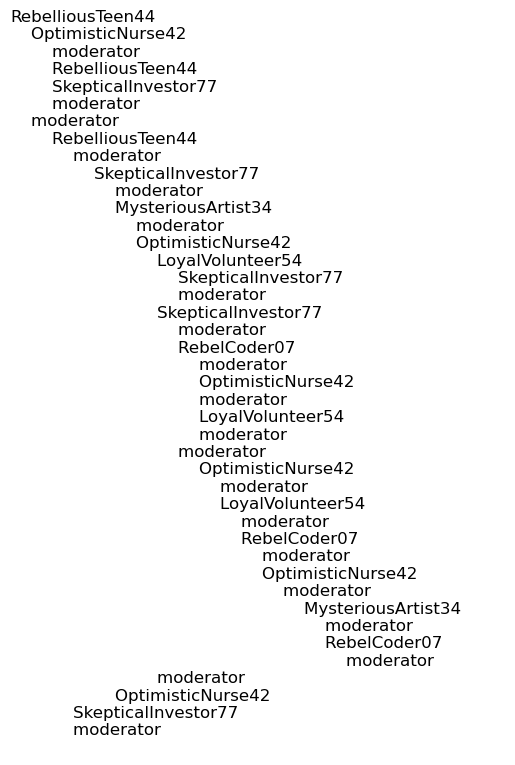 RebelliousTeen44
    OptimisticNurse42
        moderator
        RebelliousTeen44
        SkepticalInvestor77
        moderator
    moderator
        RebelliousTeen44
            moderator
                SkepticalInvestor77
                    moderator
                    MysteriousArtist34
                        moderator
                        OptimisticNurse42
                            LoyalVolunteer54
                                SkepticalInvestor77
                                moderator
                            SkepticalInvestor77
                                moderator
                                RebelCoder07
                                    moderator
                                    OptimisticNurse42
                                    moderator
                                    LoyalVolunteer54
                                    moderator
                                moderator
                                    OptimisticNurse42
                                        moderator
                                        LoyalVolunteer54
                                            moderator
                                            RebelCoder07
                                                moderator
                                                OptimisticNurse42
                                                    moderator
                                                        MysteriousArtist34
                                                            moderator
                                                            RebelCoder07
                                                                moderator
                            moderator
                    OptimisticNurse42
            SkepticalInvestor77
            moderator